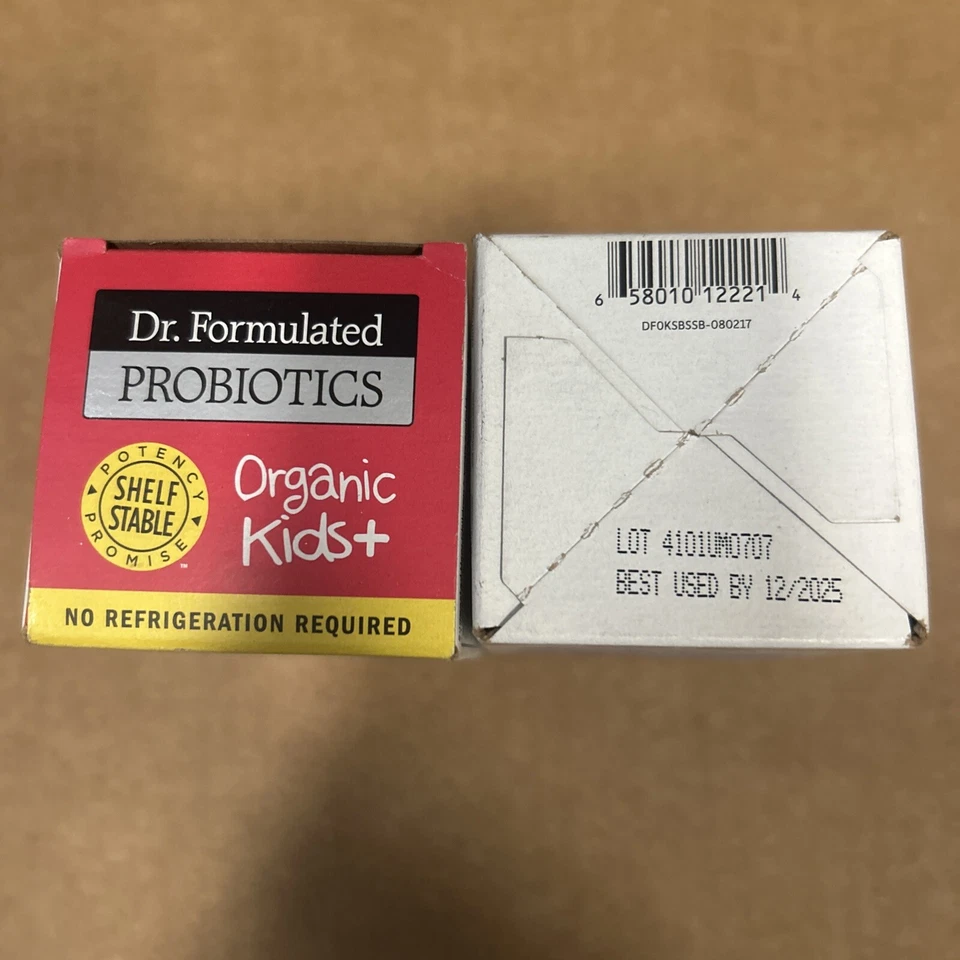 Dr. Formulated
PROBIOTICS
POTENCY
SHELF
STABLE
PROMISE™
Organic
Kids+
NO REFRIGERATION REQUIRED
6 58010 12221 4
DFOKSBSSB-080217
LOT 4101UM0707
BEST USED BY 12/2025